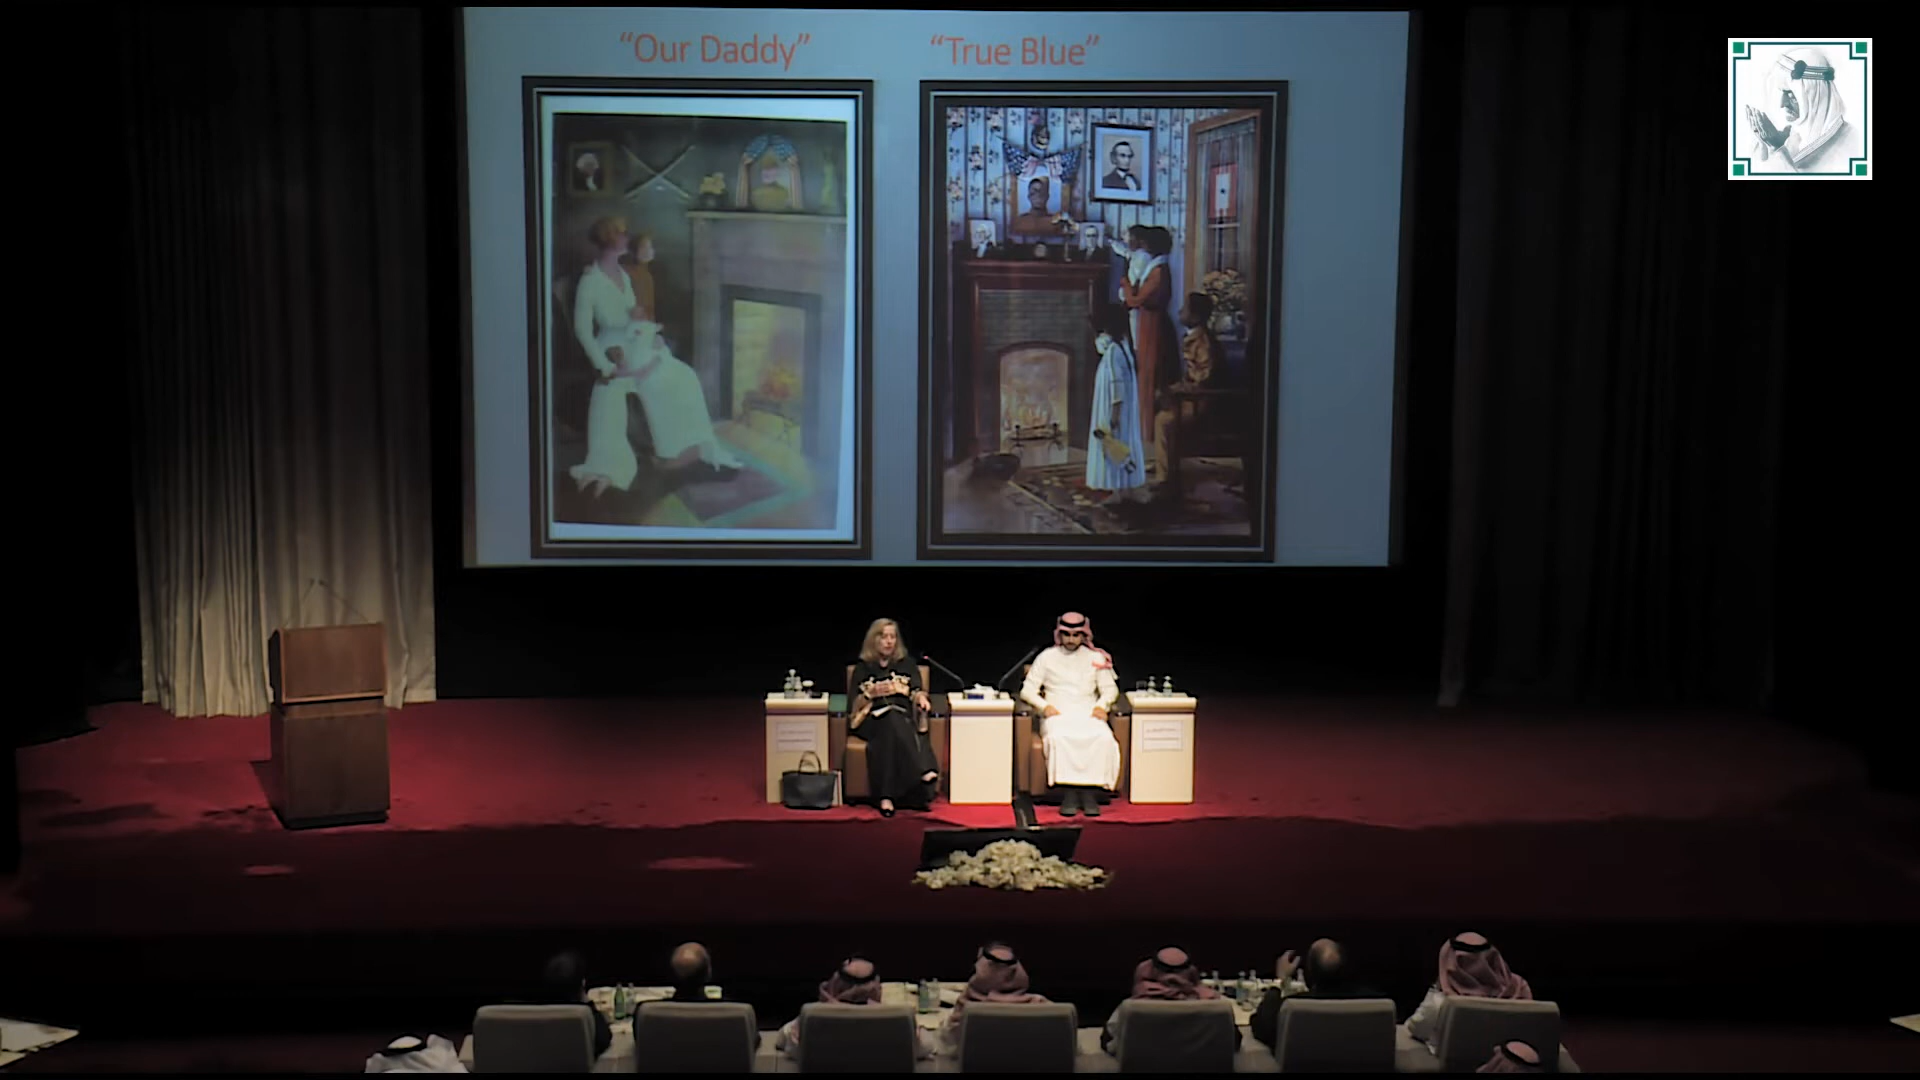 “Our Daddy”
“True Blue”